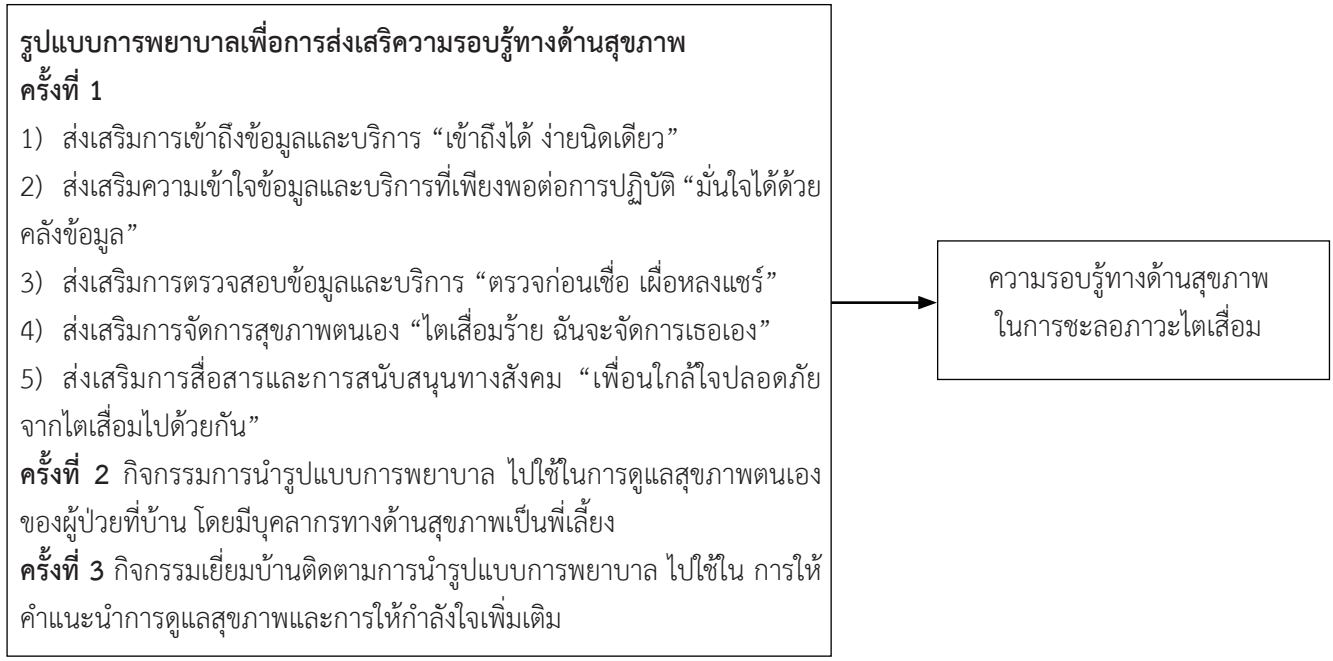 รูปแบบการพยาบาลเพื่อการส่งเสริความรอบรู้ทางด้านสุขภาพ
ครั้งที่ 1
1) ส่งเสริมการเข้าถึงข้อมูลและบริการ “เข้าถึงได้ ง่ายนิดเดียว”
2) ส่งเสริมความเข้าใจข้อมูลและบริการที่เพียงพอต่อการปฏิบัติ “มั่นใจได้ด้วย
คลังข้อมูล”
3) ส่งเสริมการตรวจสอบข้อมูลและบริการ “ตรวจก่อนเชื่อ เผื่อหลงแชร์”
4) ส่งเสริมการจัดการสุขภาพตนเอง “ไตเสื่อมร้าย ฉันจะจัดการเธอเอง”
5) ส่งเสริมการสื่อสารและการสนับสนุนทางสังคม “เพื่อนใกล้ใจปลอดภัย
จากไตเสื่อมไปด้วยกัน”
ครั้งที่ 2 กิจกรรมการนำรูปแบบการพยาบาล ไปใช้ในการดูแลสุขภาพตนเอง
ของผู้ป่วยที่บ้าน โดยมีบุคลากรทางด้านสุขภาพเป็นพี่เลี้ยง
ครั้งที่ 3 กิจกรรมเยี่ยมบ้านติดตามการนำรูปแบบการพยาบาล ไปใช้ใน การให้
คำแนะนำการดูแลสุขภาพและการให้กำลังใจเพิ่มเติม
ความรอบรู้ทางด้านสุขภาพ
ในการชะลอภาวะไตเสื่อม